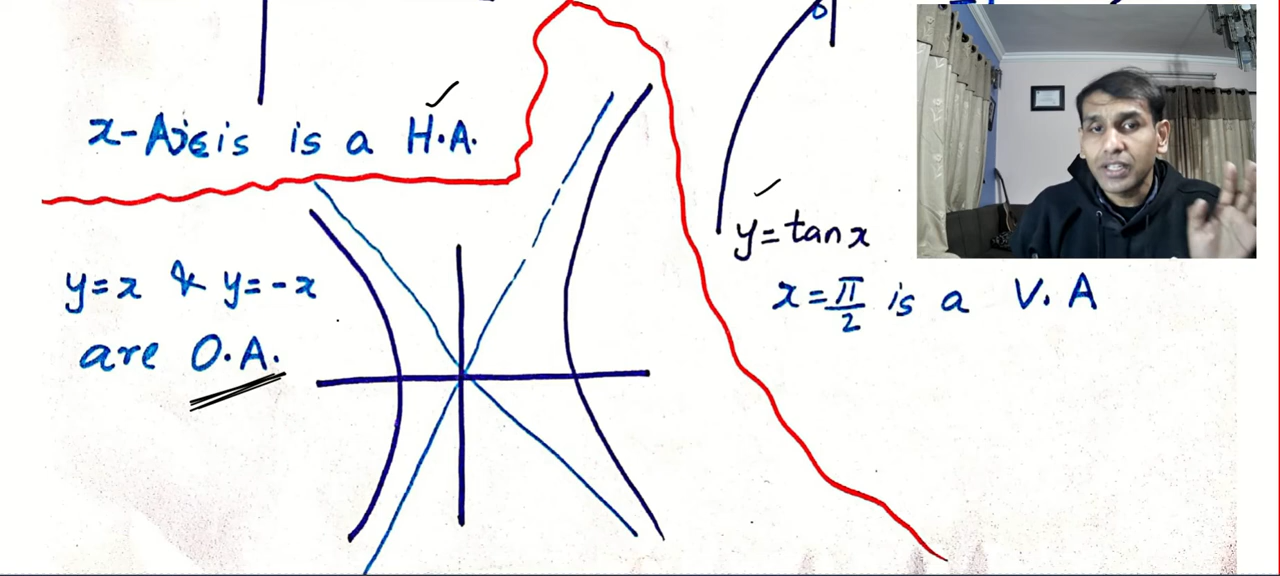 x-Axis is a H.A.
y=x & y=-x
are O.A.
y=tanx
x=π/2 is a V.A